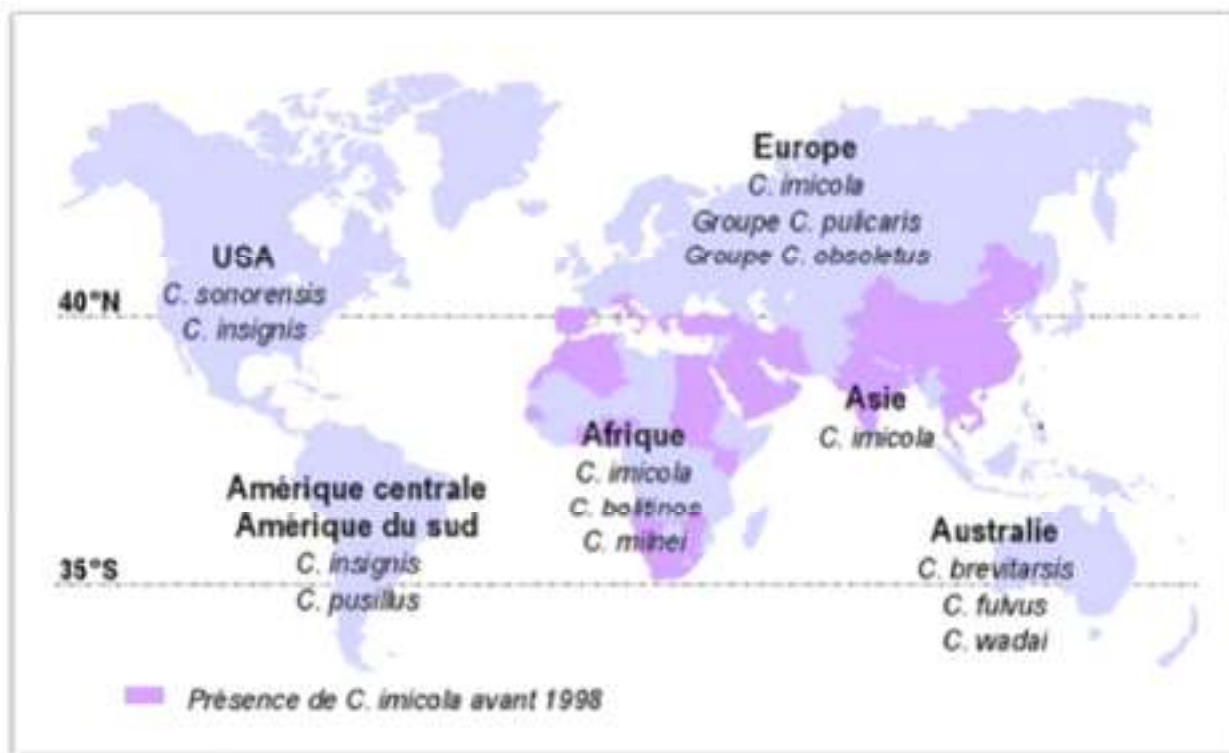 Europe
C. imicola
Groupe C. pulicaris
Groupe C. obsoletus
USA
C. sonorensis
C. insignis
40°N
Asie
C. imicola
Afrique
C. imicola
C. bolitinos
C. milnei
Amérique centrale
Amérique du sud
C. insignis
C. pusillus
Australie
C. brevitarsis
C. fulvus
C. wadai
35°S
Présence de C. imicola avant 1998